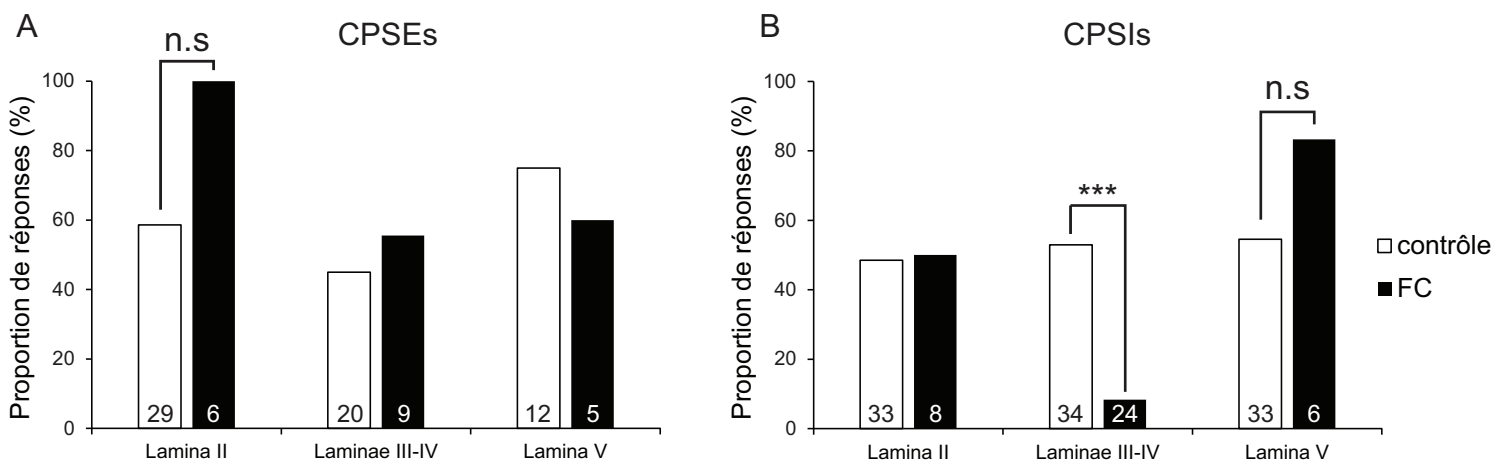 A
CPSEs
n.s
Proportion de réponses (%)
100
80
60
40
20
0
29
6
20
9
12
5
Lamina II
Laminae III-IV
Lamina V
B
CPSIs
n.s
***
Proportion de réponses (%)
100
80
60
40
20
0
33
8
34
24
33
6
Lamina II
Laminae III-IV
Lamina V
contrôle
FC